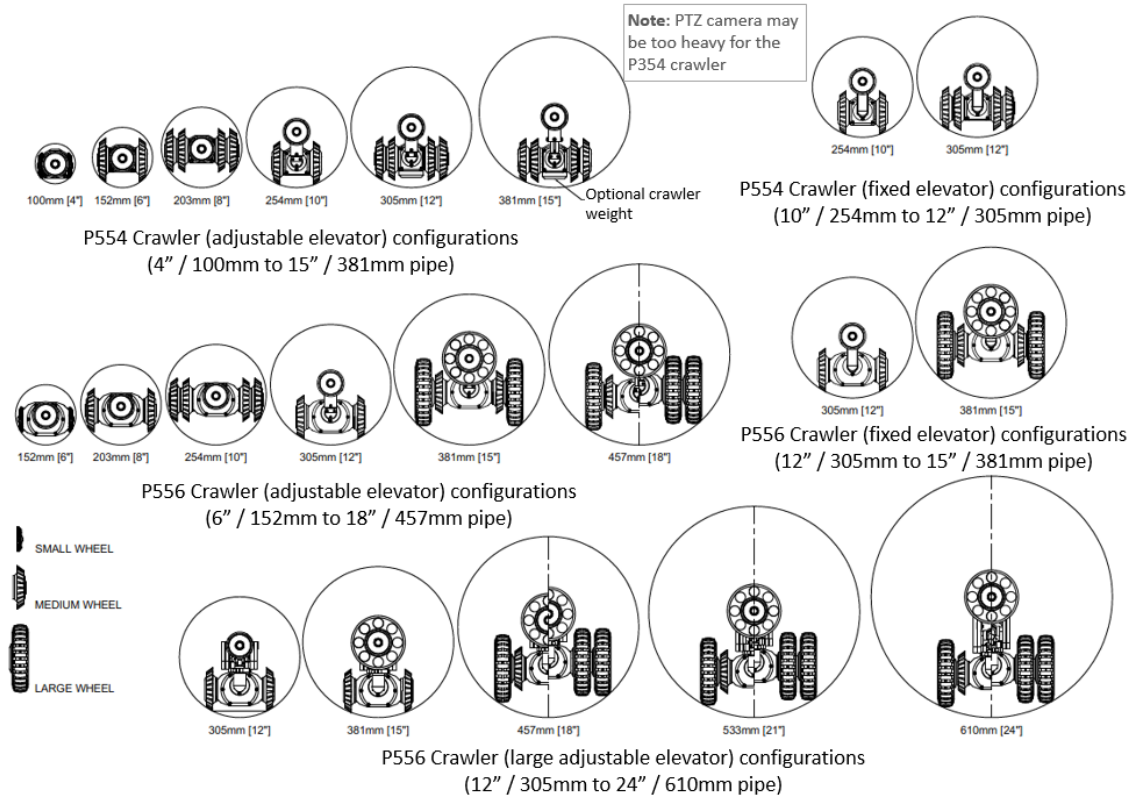 Note: PTZ camera may
be too heavy for the
P354 crawler
100mm [4"]
152mm [6"]
203mm [8"]
254mm [10"]
305mm [12"]
381mm [15"]
Optional crawler
weight
P554 Crawler (adjustable elevator) configurations
(4” / 100mm to 15” / 381mm pipe)
254mm [10"]
305mm [12"]
P554 Crawler (fixed elevator) configurations
(10” / 254mm to 12” / 305mm pipe)
152mm [6"]
203mm [8"]
254mm [10"]
305mm [12"]
381mm [15"]
457mm [18"]
P556 Crawler (adjustable elevator) configurations
(6” / 152mm to 18” / 457mm pipe)
305mm [12"]
381mm [15"]
P556 Crawler (fixed elevator) configurations
(12” / 305mm to 15” / 381mm pipe)
SMALL WHEEL
MEDIUM WHEEL
LARGE WHEEL
305mm [12"]
381mm [15"]
457mm [18"]
533mm [21"]
610mm [24"]
P556 Crawler (large adjustable elevator) configurations
(12” / 305mm to 24” / 610mm pipe)